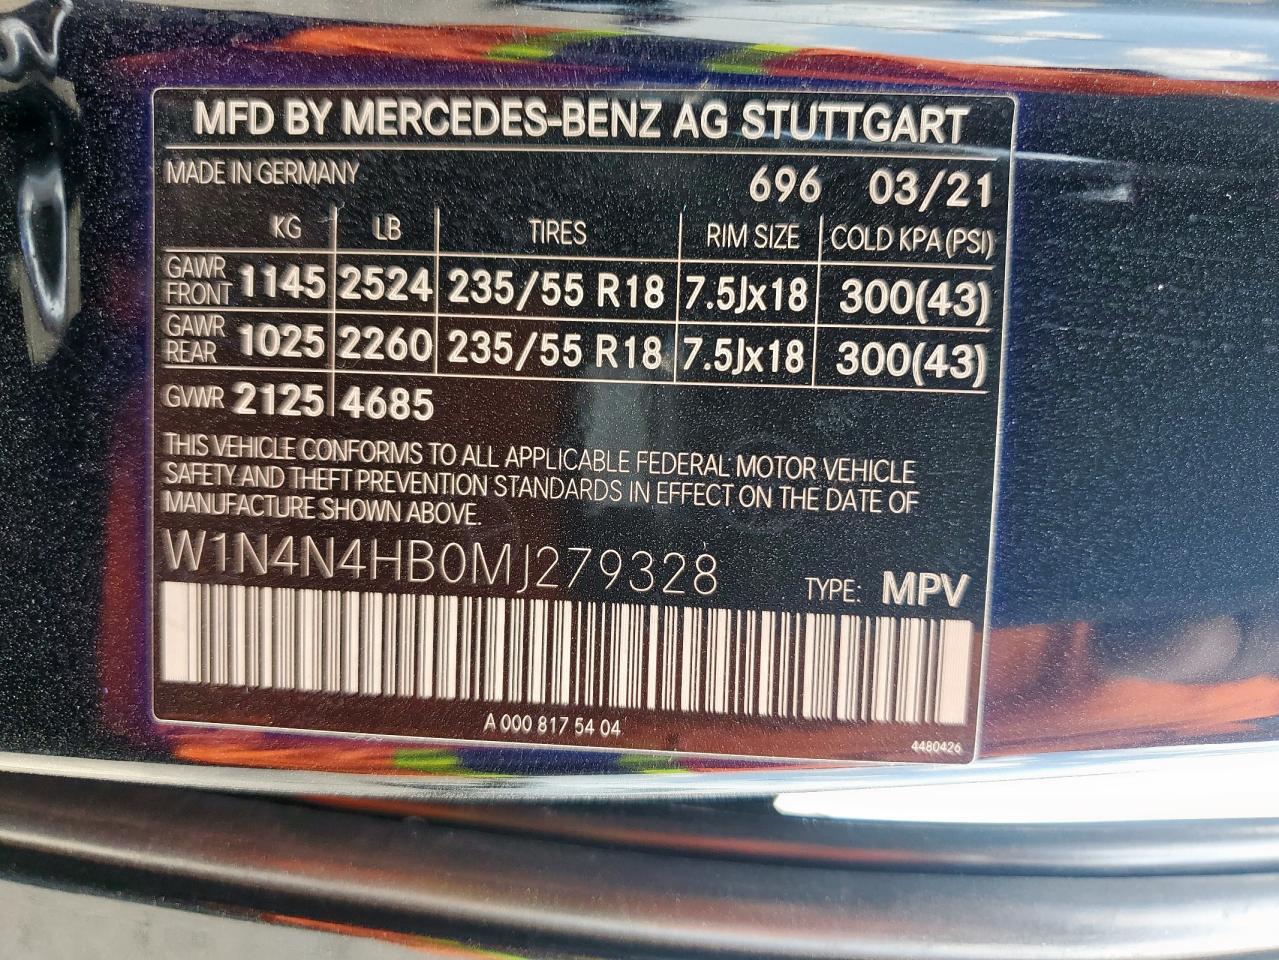 MFD BY MERCEDES-BENZ AG STUTTGART
MADE IN GERMANY 696 03/21
KG LB TIRES RIM SIZE COLD KPA (PSI)
GAWR FRONT 1145 2524 235/55 R18 7.5Jx18 300(43)
GAWR REAR 1025 2260 235/55 R18 7.5Jx18 300(43)
GVWR 2125 4685
THIS VEHICLE CONFORMS TO ALL APPLICABLE FEDERAL MOTOR VEHICLE
SAFETY AND THEFT PREVENTION STANDARDS IN EFFECT ON THE DATE OF
MANUFACTURE SHOWN ABOVE.
W1N4N4HB0MJ279328 TYPE: MPV
A 000 817 54 04
4480426